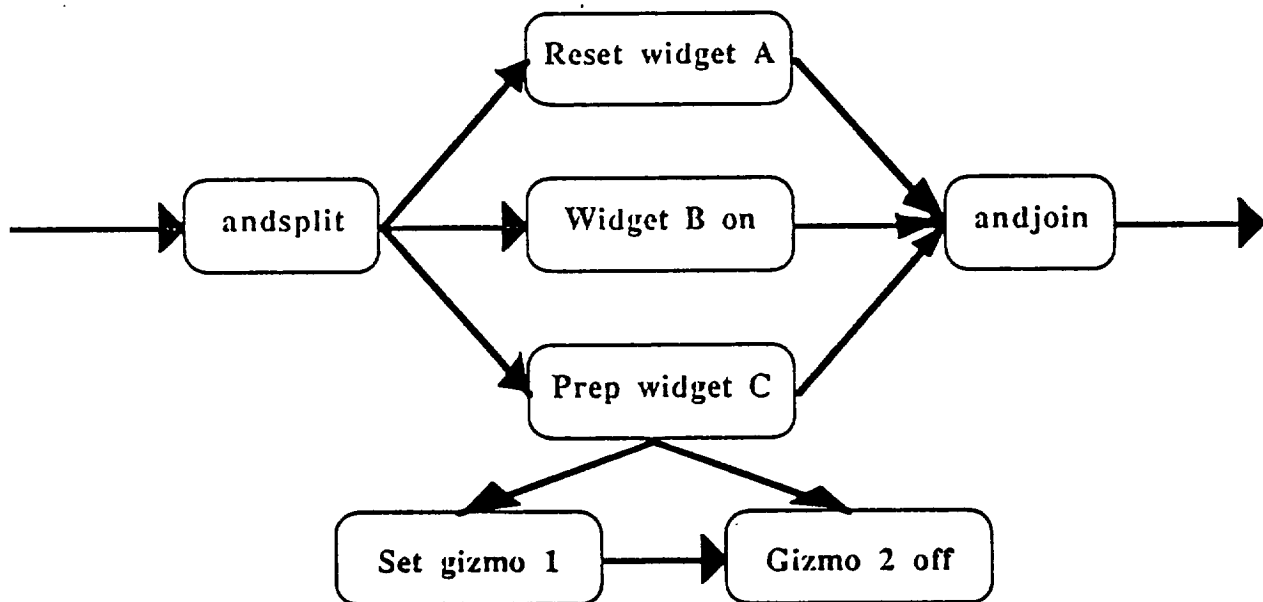 Reset widget A
andsplit
Widget B on
andjoin
Prep widget C
Set gizmo 1
Gizmo 2 off